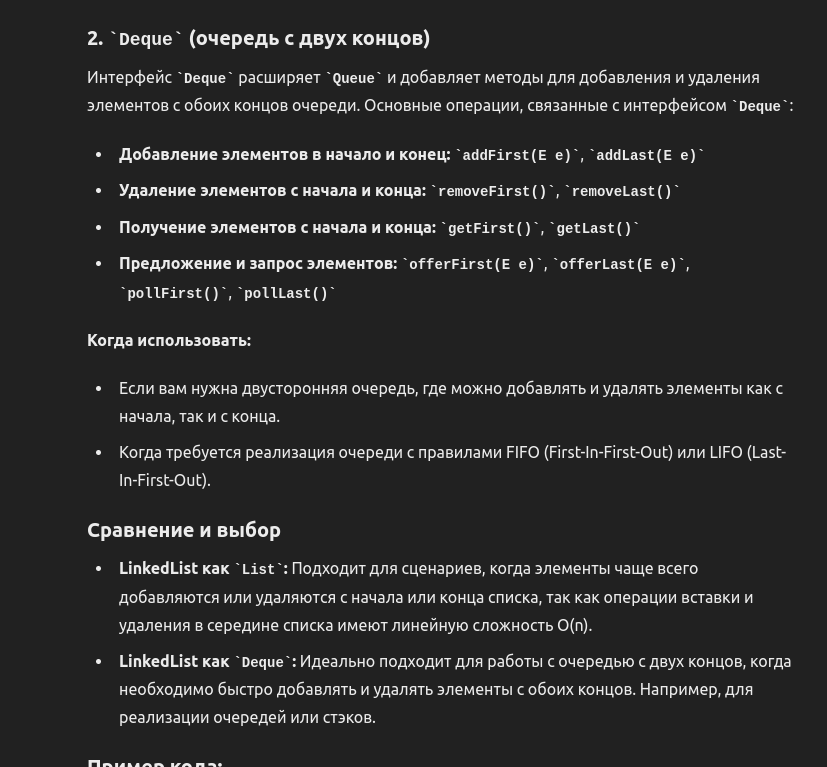 2. `Deque` (очередь с двух концов)
Интерфейс `Deque` расширяет `Queue` и добавляет методы для добавления и удаления
элементов с обоих концов очереди. Основные операции, связанные с интерфейсом `Deque`:
• Добавление элементов в начало и конец: `addFirst(E e)`, `addLast(E e)`
• Удаление элементов с начала и конца: `removeFirst()`, `removeLast()`
• Получение элементов с начала и конца: `getFirst()`, `getLast()`
• Предложение и запрос элементов: `offerFirst(E e)`, `offerLast(E e)`,
`pollFirst()`, `pollLast()`
Когда использовать:
• Если вам нужна двусторонняя очередь, где можно добавлять и удалять элементы как с
начала, так и с конца.
• Когда требуется реализация очереди с правилами FIFO (First-In-First-Out) или LIFO (Last-
In-First-Out).
Сравнение и выбор
• LinkedList как `List`: Подходит для сценариев, когда элементы чаще всего
добавляются или удаляются с начала или конца списка, так как операции вставки и
удаления в середине списка имеют линейную сложность O(n).
• LinkedList как `Deque`: Идеально подходит для работы с очередью с двух концов, когда
необходимо быстро добавлять и удалять элементы с обоих концов. Например, для
реализации очередей или стэков.
Пример кода: